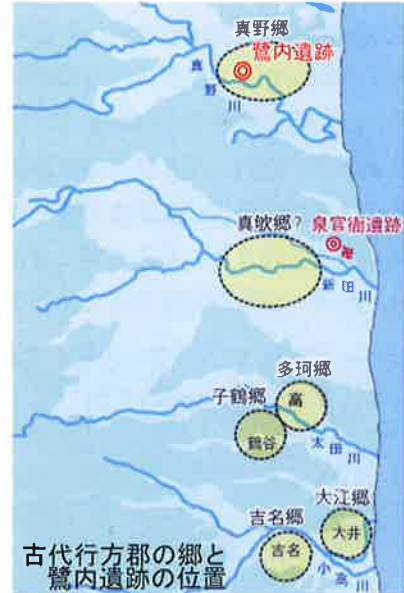 真野郷
鷺内遺跡
真野川
真欿郷?
泉官衙遺跡
新田川
多珂郷
子鶴郷
高
鶴谷
太田川
大江郷
吉名郷
大井
吉名
小高川
古代行方郡の郷と
鷺内遺跡の位置